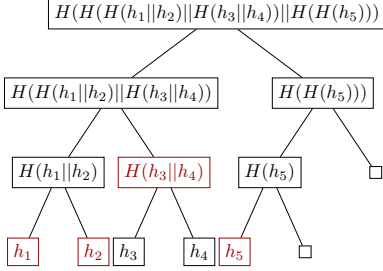 H(H(H(h₁||h₂)||H(h₃||h₄))||H(H(h₅)))
H(H(h₁||h₂)||H(h₃||h₄)) H(H(h₅)))
H(h₁||h₂) H(h₃||h₄) H(h₅)
h₁ h₂ h₃ h₄ h₅